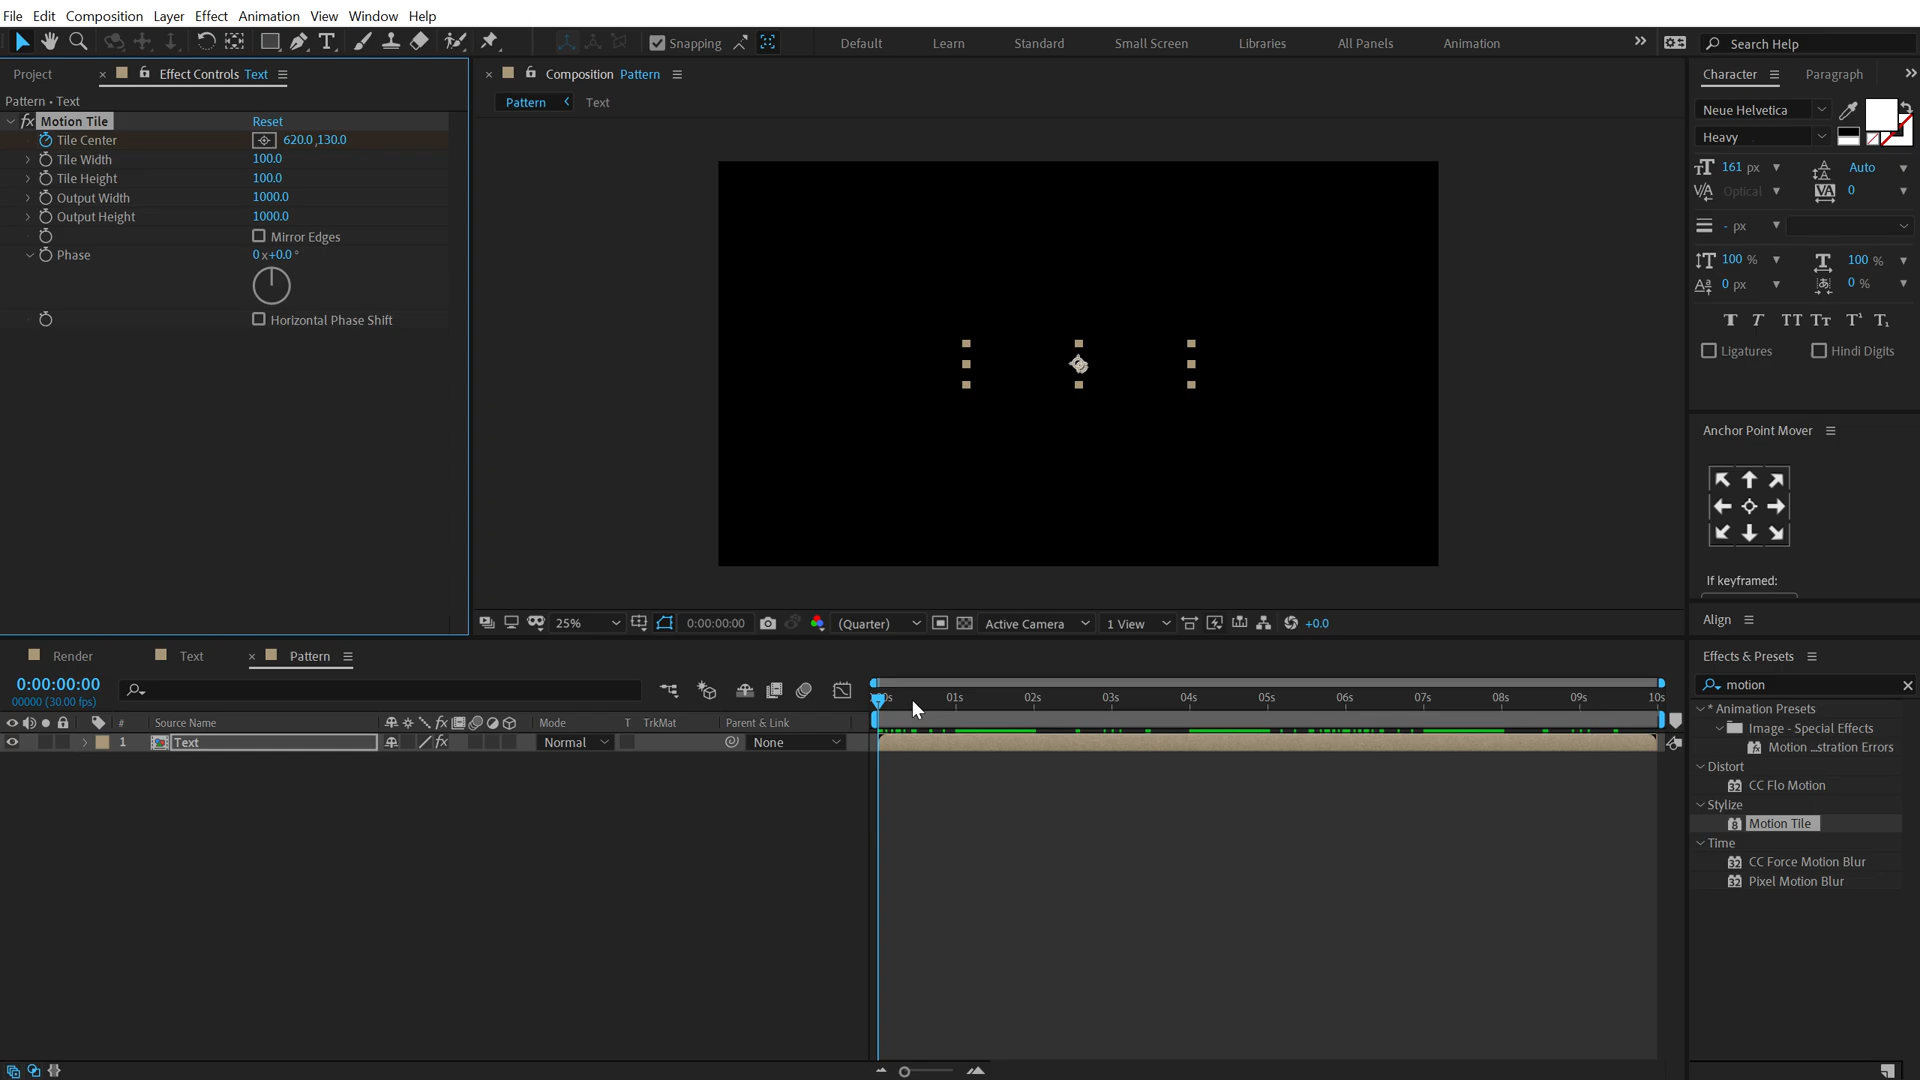 File Edit Composition Layer Effect Animation View Window Help
Snapping Default Learn Standard Small Screen Libraries All Panels Animation Search Help
Project Effect Controls Text Composition Pattern Character Paragraph
Pattern • Text
Pattern Text
Motion Tile Reset
Tile Center 620.0 ,130.0
Tile Width 100.0
Tile Height 100.0
Output Width 1000.0
Output Height 1000.0
Mirror Edges
Phase 0 x+0.0 °
Horizontal Phase Shift
Neue Helvetica
Heavy
161 px Auto
Optical 0
- px
100 % 100 %
0 px 0 %
Ligatures Hindi Digits
Anchor Point Mover
If keyframed:
Align
25% 0:00:00:00 (Quarter) Active Camera 1 View +0.0
Render Text Pattern
0:00:00:00
00000 (30.00 fps)
01s 02s 03s 04s 05s 06s 07s 08s 09s 10s
# Source Name Mode T TrkMat Parent & Link
1 Text Normal None
Effects & Presets
motion
* Animation Presets
Image - Special Effects
Motion ...stration Errors
Distort
CC Flo Motion
Stylize
Motion Tile
Time
CC Force Motion Blur
Pixel Motion Blur